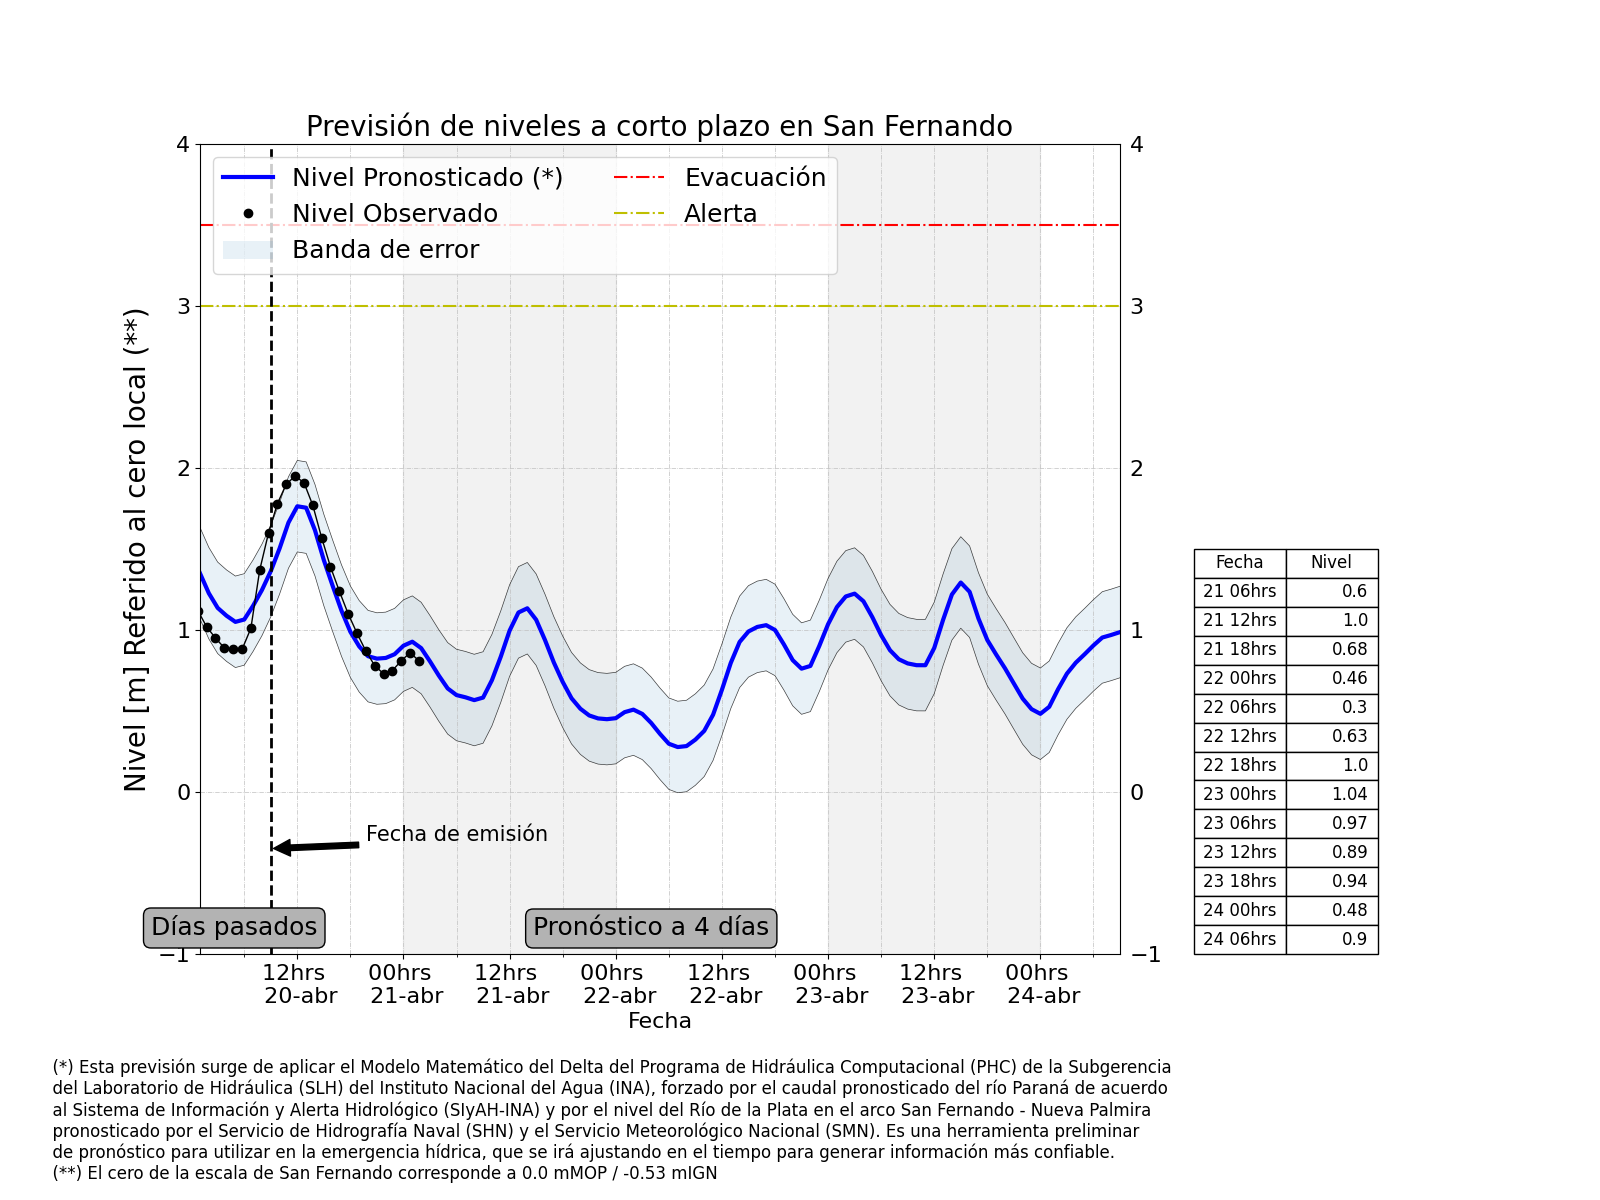 Previsión de niveles a corto plazo en San Fernando
Nivel Pronosticado (*)
Nivel Observado
Banda de error
Evacuación
Alerta
Nivel [m] Referido al cero local (**)
4
3
2
1
0
−1
4
3
2
1
0
−1
Fecha de emisión
Días pasados
Pronóstico a 4 días
12hrs
20-abr
00hrs
21-abr
12hrs
21-abr
00hrs
22-abr
12hrs
22-abr
00hrs
23-abr
12hrs
23-abr
00hrs
24-abr
Fecha
Fecha Nivel
21 06hrs 0.6
21 12hrs 1.0
21 18hrs 0.68
22 00hrs 0.46
22 06hrs 0.3
22 12hrs 0.63
22 18hrs 1.0
23 00hrs 1.04
23 06hrs 0.97
23 12hrs 0.89
23 18hrs 0.94
24 00hrs 0.48
24 06hrs 0.9
(*) Esta previsión surge de aplicar el Modelo Matemático del Delta del Programa de Hidráulica Computacional (PHC) de la Subgerencia
del Laboratorio de Hidráulica (SLH) del Instituto Nacional del Agua (INA), forzado por el caudal pronosticado del río Paraná de acuerdo
al Sistema de Información y Alerta Hidrológico (SIyAH-INA) y por el nivel del Río de la Plata en el arco San Fernando - Nueva Palmira
pronosticado por el Servicio de Hidrografía Naval (SHN) y el Servicio Meteorológico Nacional (SMN). Es una herramienta preliminar
de pronóstico para utilizar en la emergencia hídrica, que se irá ajustando en el tiempo para generar información más confiable.
(**) El cero de la escala de San Fernando corresponde a 0.0 mMOP / -0.53 mIGN